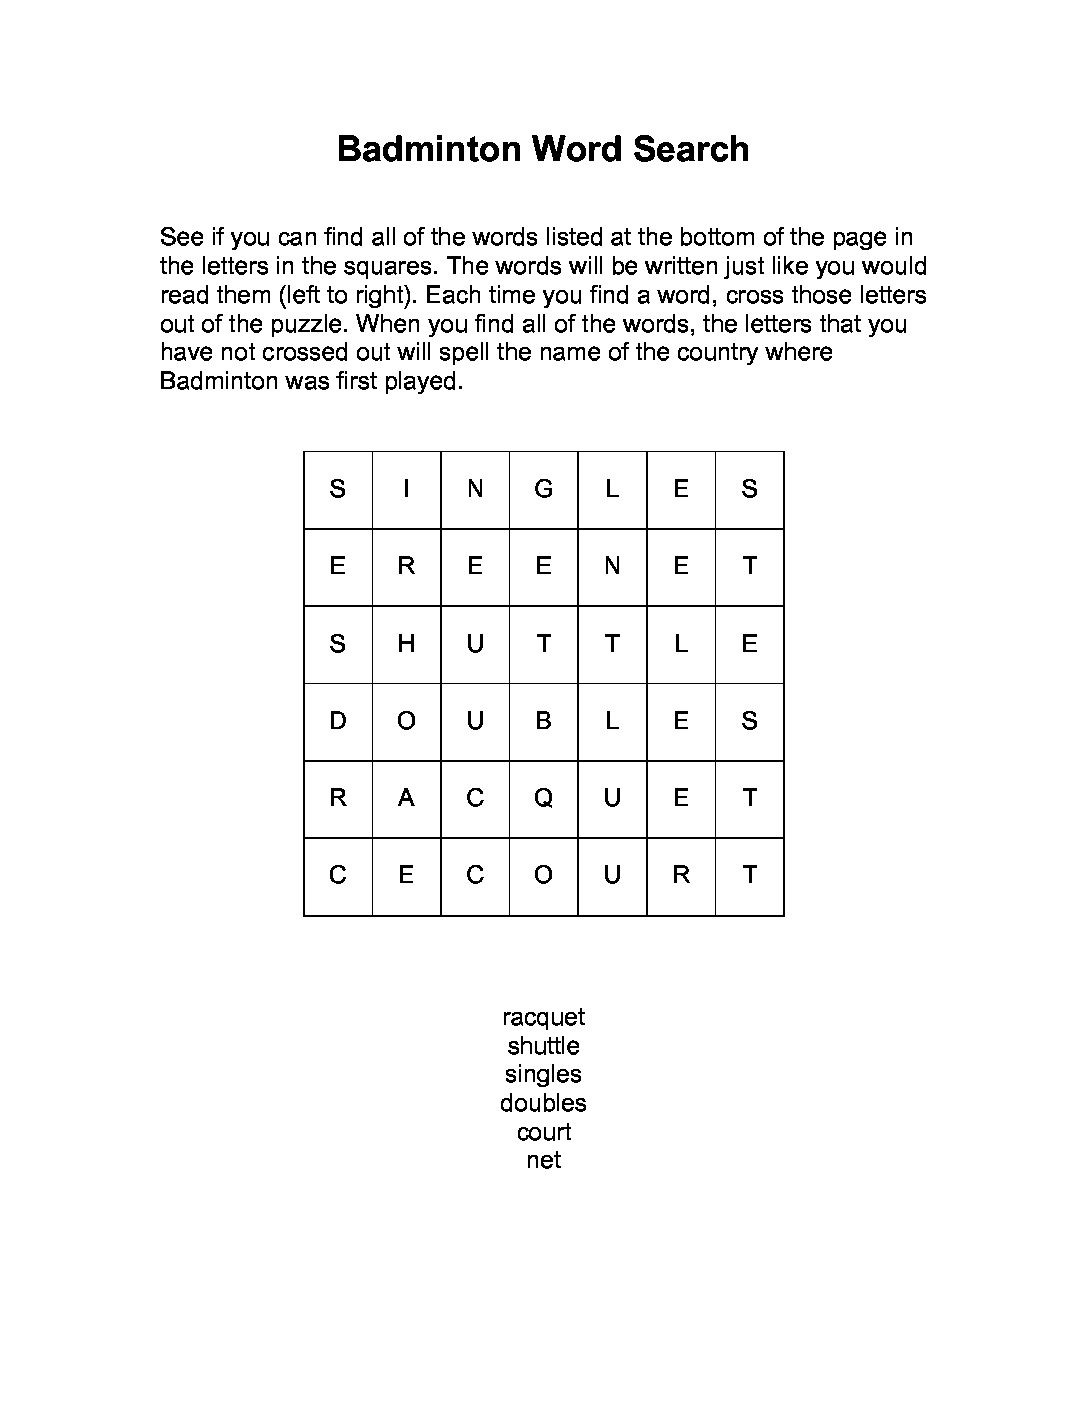 Badminton Word Search
See if you can find all of the words listed at the bottom of the page in
the letters in the squares. The words will be written just like you would
read them (left to right). Each time you find a word, cross those letters
out of the puzzle. When you find all of the words, the letters that you
have not crossed out will spell the name of the country where
Badminton was first played.
S I N G L E S
E R E E N E T
S H U T T L E
D O U B L E S
R A C Q U E T
C E C O U R T
racquet
shuttle
singles
doubles
court
net